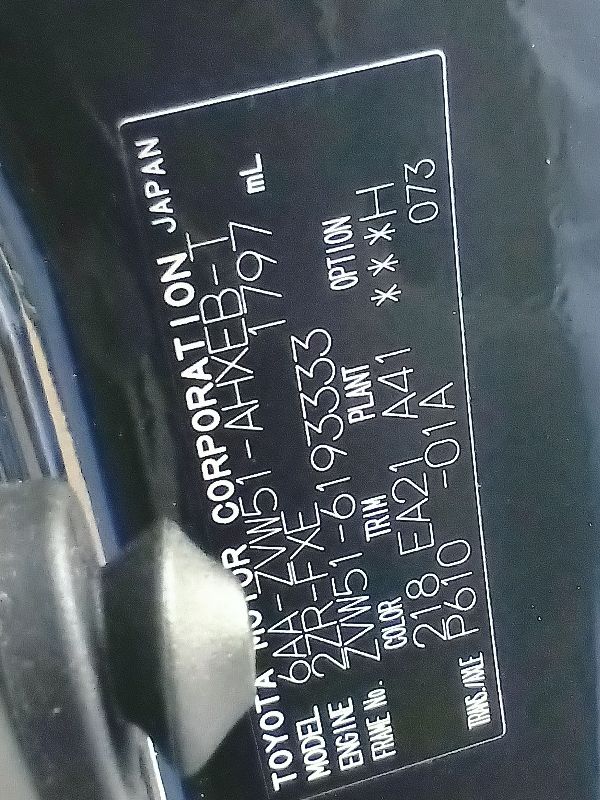 TOYOTA MOTOR CORPORATION JAPAN
MODEL 6AA-ZVW51-AHXEB-T
ENGINE 2ZR-FXE 1797 mL
FRAME No. ZVW51-6193333
COLOR TRIM PLANT OPTION
218 EA21 A41 ***H
TRANS./AXLE P610 -01A 073